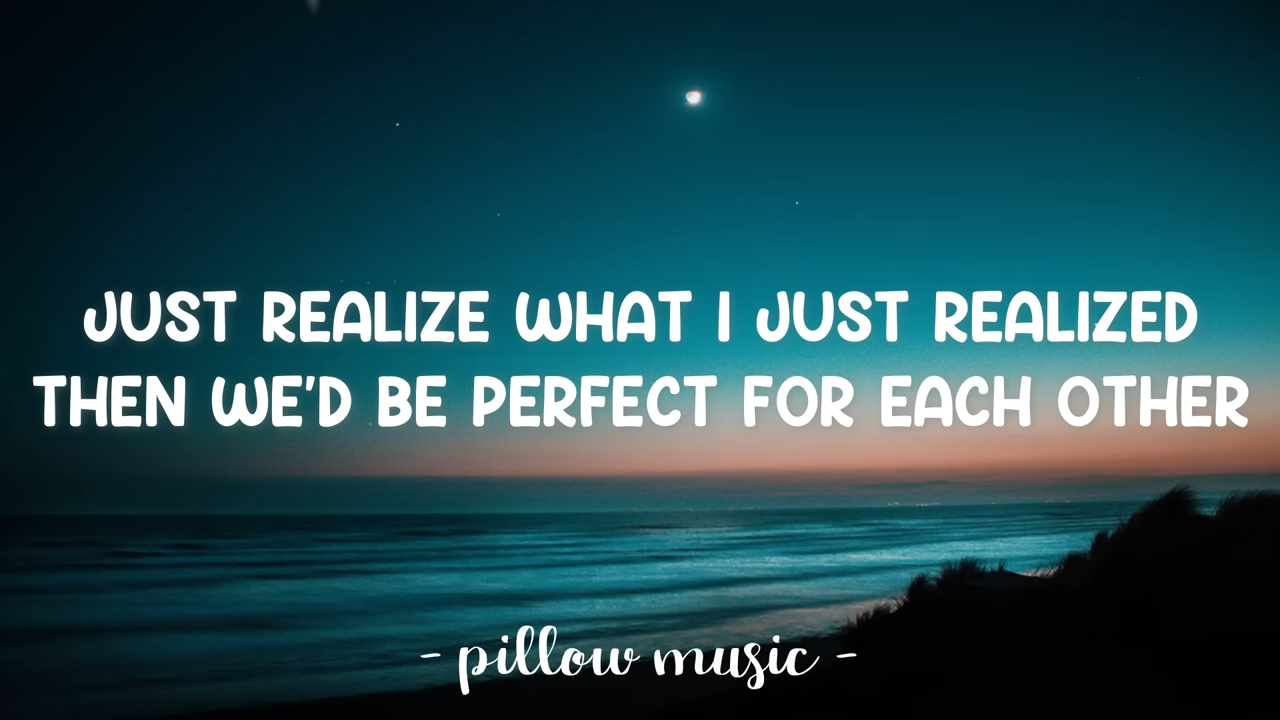 JUST REALIZE WHAT I JUST REALIZED
THEN WE'D BE PERFECT FOR EACH OTHER
- pillow music -